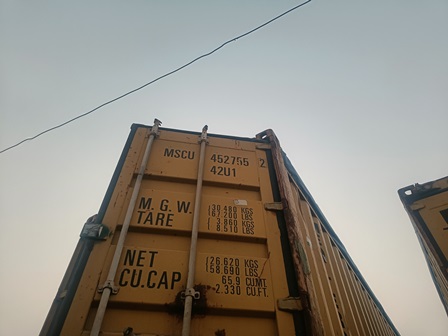 MSCU 452755 2
42U1
M.G.W. 30.480 KGS
67.200 LBS
TARE 3.860 KGS
8.510 LBS
NET 26.620 KGS
58.690 LBS
CU.CAP 65.9 CU.MT.
2.330 CU.FT.